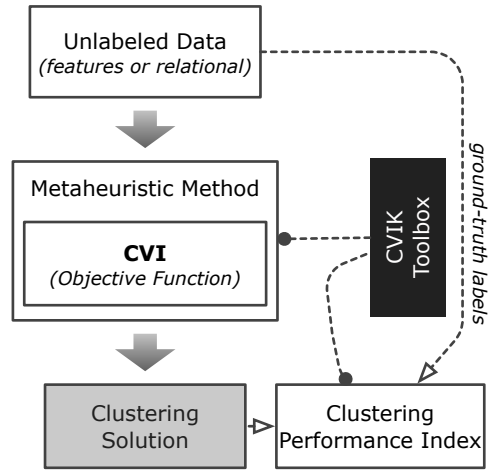 Unlabeled Data
(features or relational)
Metaheuristic Method
CVI
(Objective Function)
CVIK
Toolbox
ground-truth labels
Clustering
Solution
Clustering
Performance Index